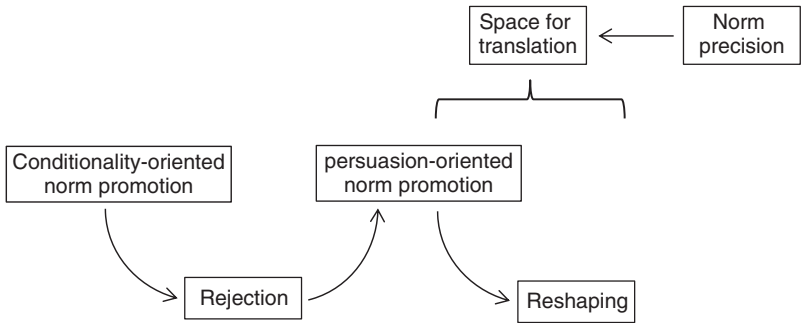 Space for
translation
Norm
precision
Conditionality-oriented
norm promotion
persuasion-oriented
norm promotion
Rejection
Reshaping